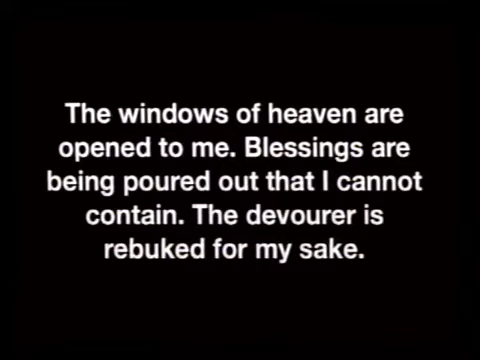 The windows of heaven are
opened to me. Blessings are
being poured out that I cannot
contain. The devourer is
rebuked for my sake.